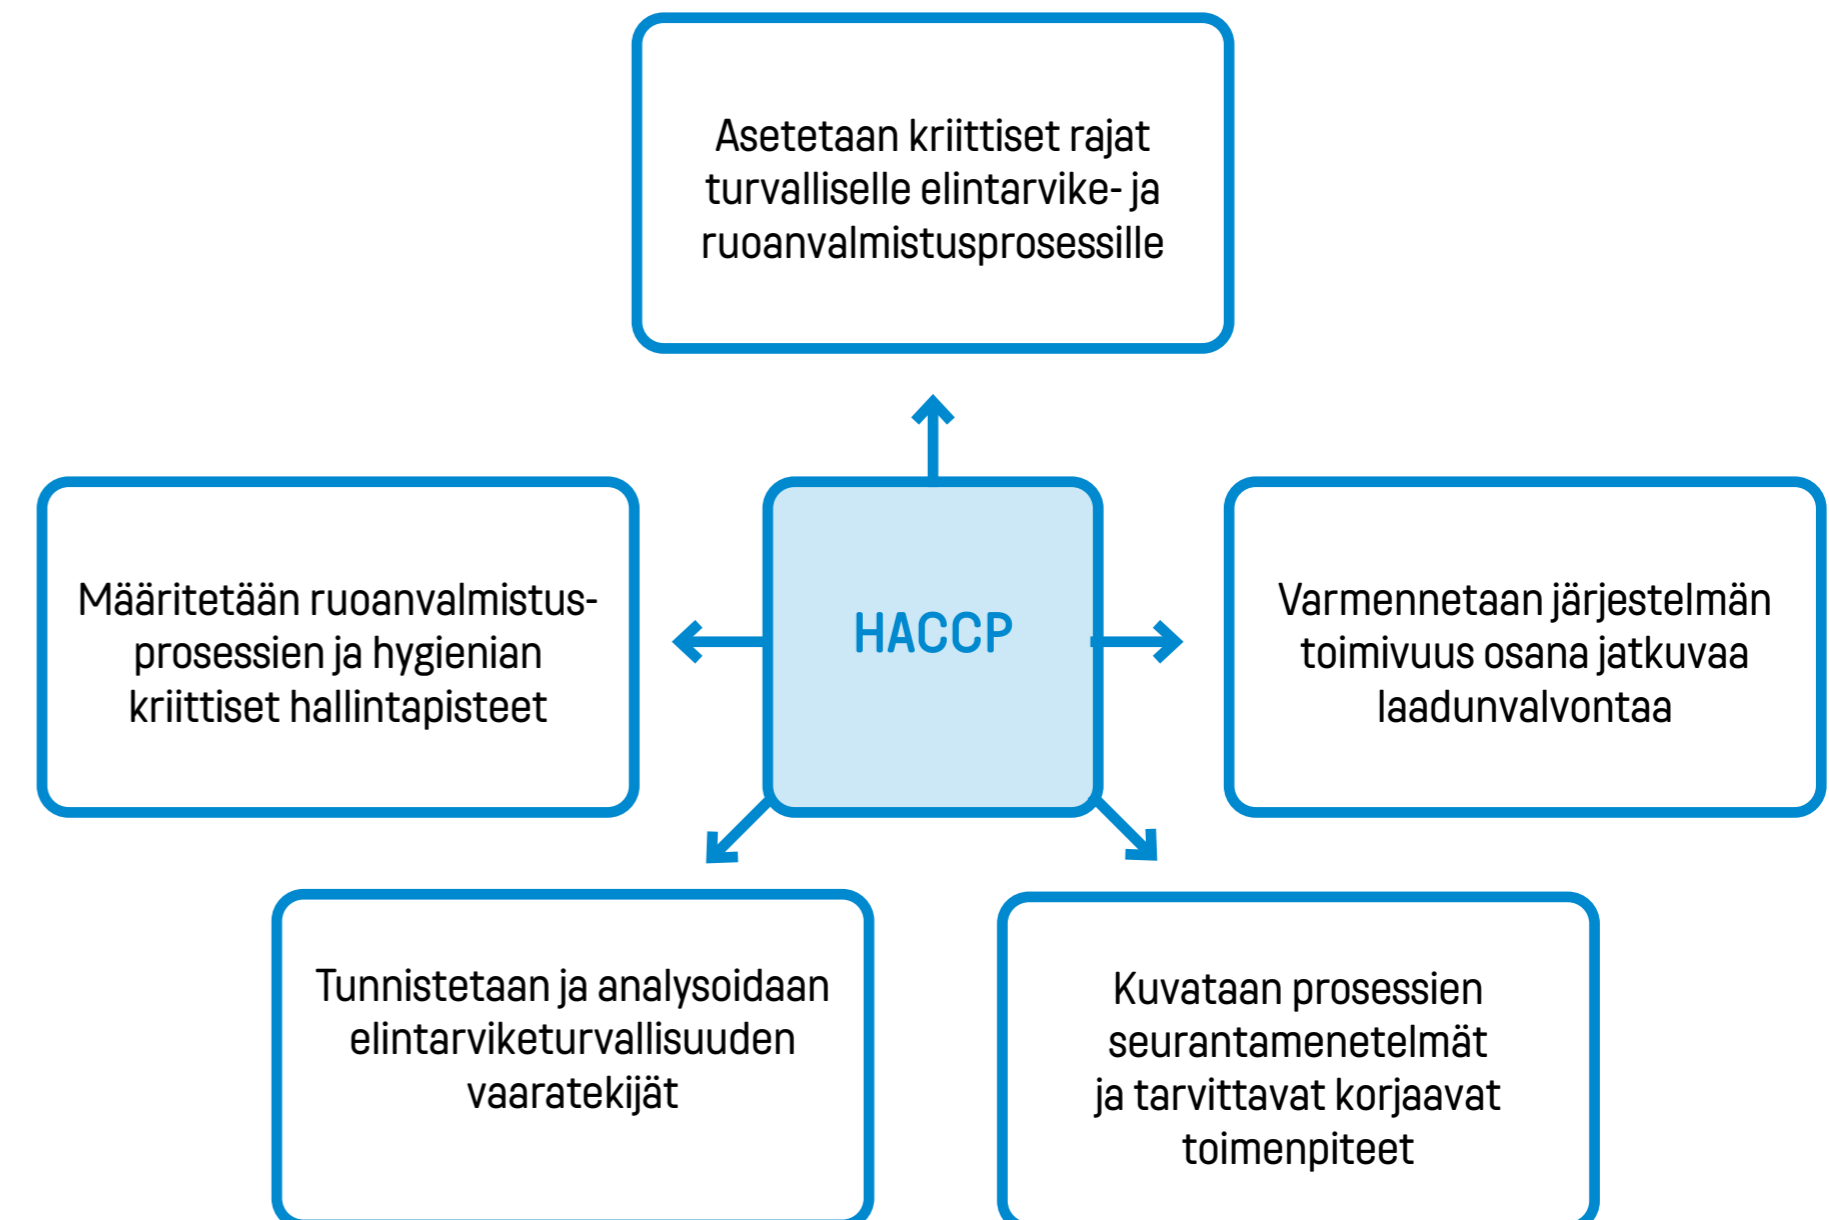 Asetetaan kriittiset rajat
turvalliselle elintarvike- ja
ruoanvalmistusprosessille
Määritetään ruoanvalmistus-
prosessien ja hygienian
kriittiset hallintapisteet
HACCP
Varmennetaan järjestelmän
toimivuus osana jatkuvaa
laadunvalvontaa
Tunnistetaan ja analysoidaan
elintarviketurvallisuuden
vaaratekijät
Kuvataan prosessien
seurantamenetelmät
ja tarvittavat korjaavat
toimenpiteet